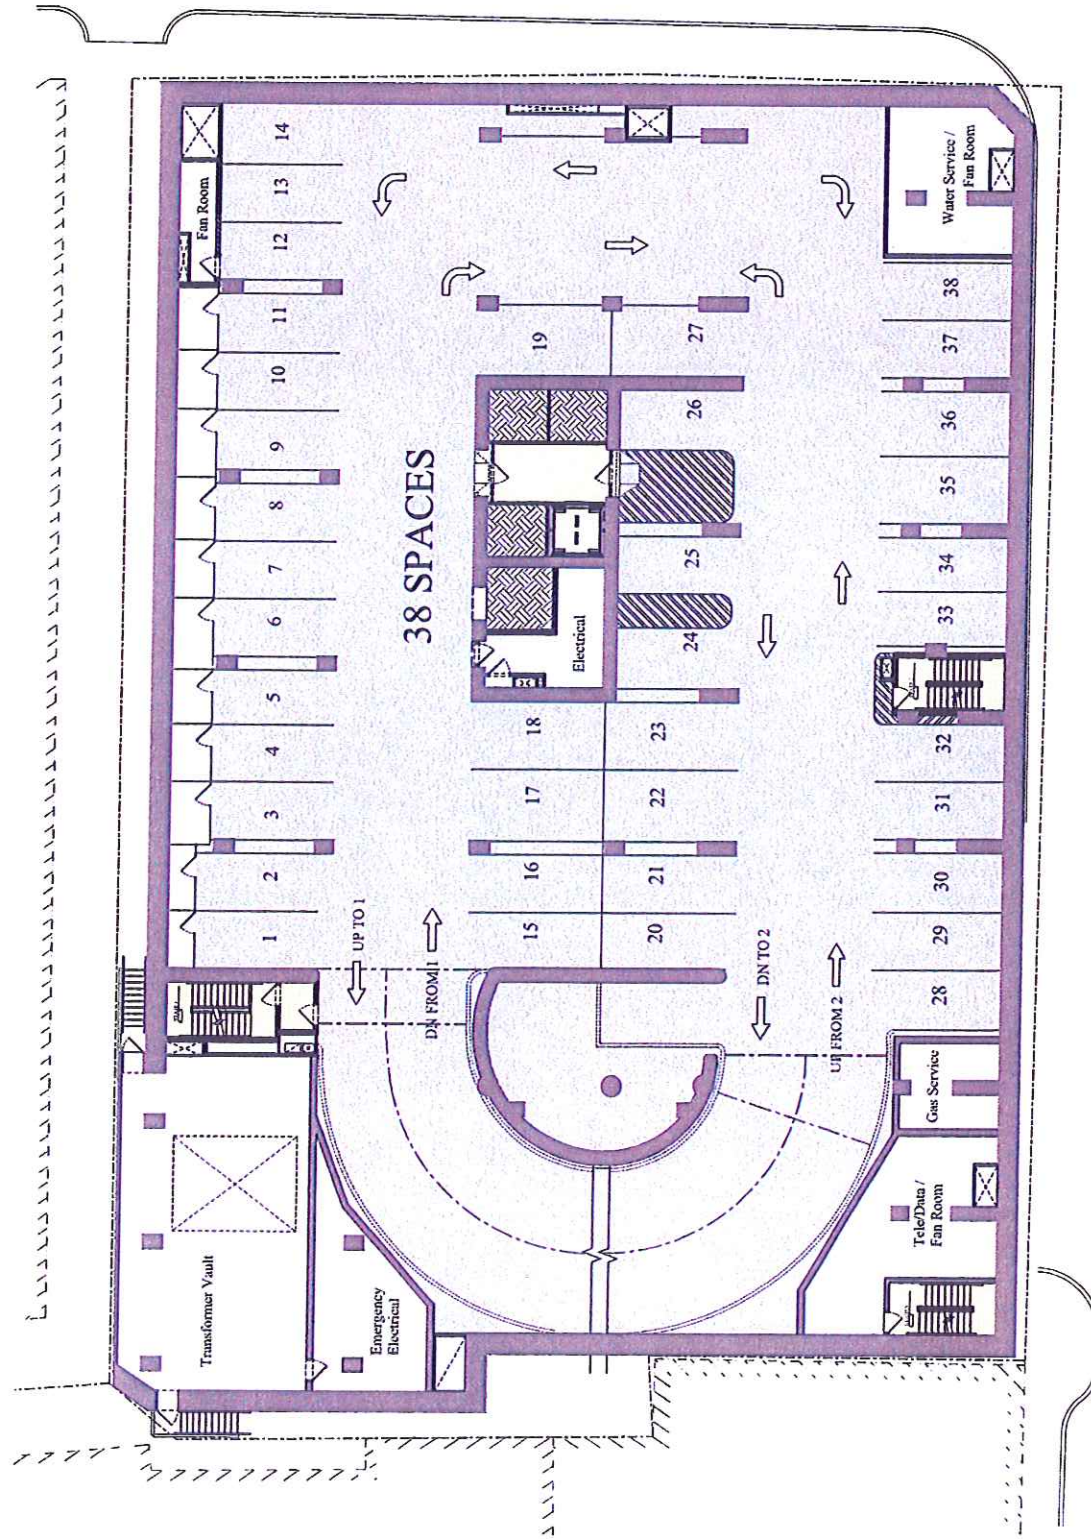 Fan Room
1
2
3
4
5
6
7
8
9
10
11
12
13
14
UP TO 1
DN FROM 1
38 SPACES
15
16
17
18
19
Electrical
20
21
22
23
24
25
26
27
DN TO 2
UP FROM 2
28
29
30
31
32
33
34
35
36
37
38
Water Service /
Fan Room
Transformer Vault
Emergency
Electrical
Gas Service
Tele/Data /
Fan Room